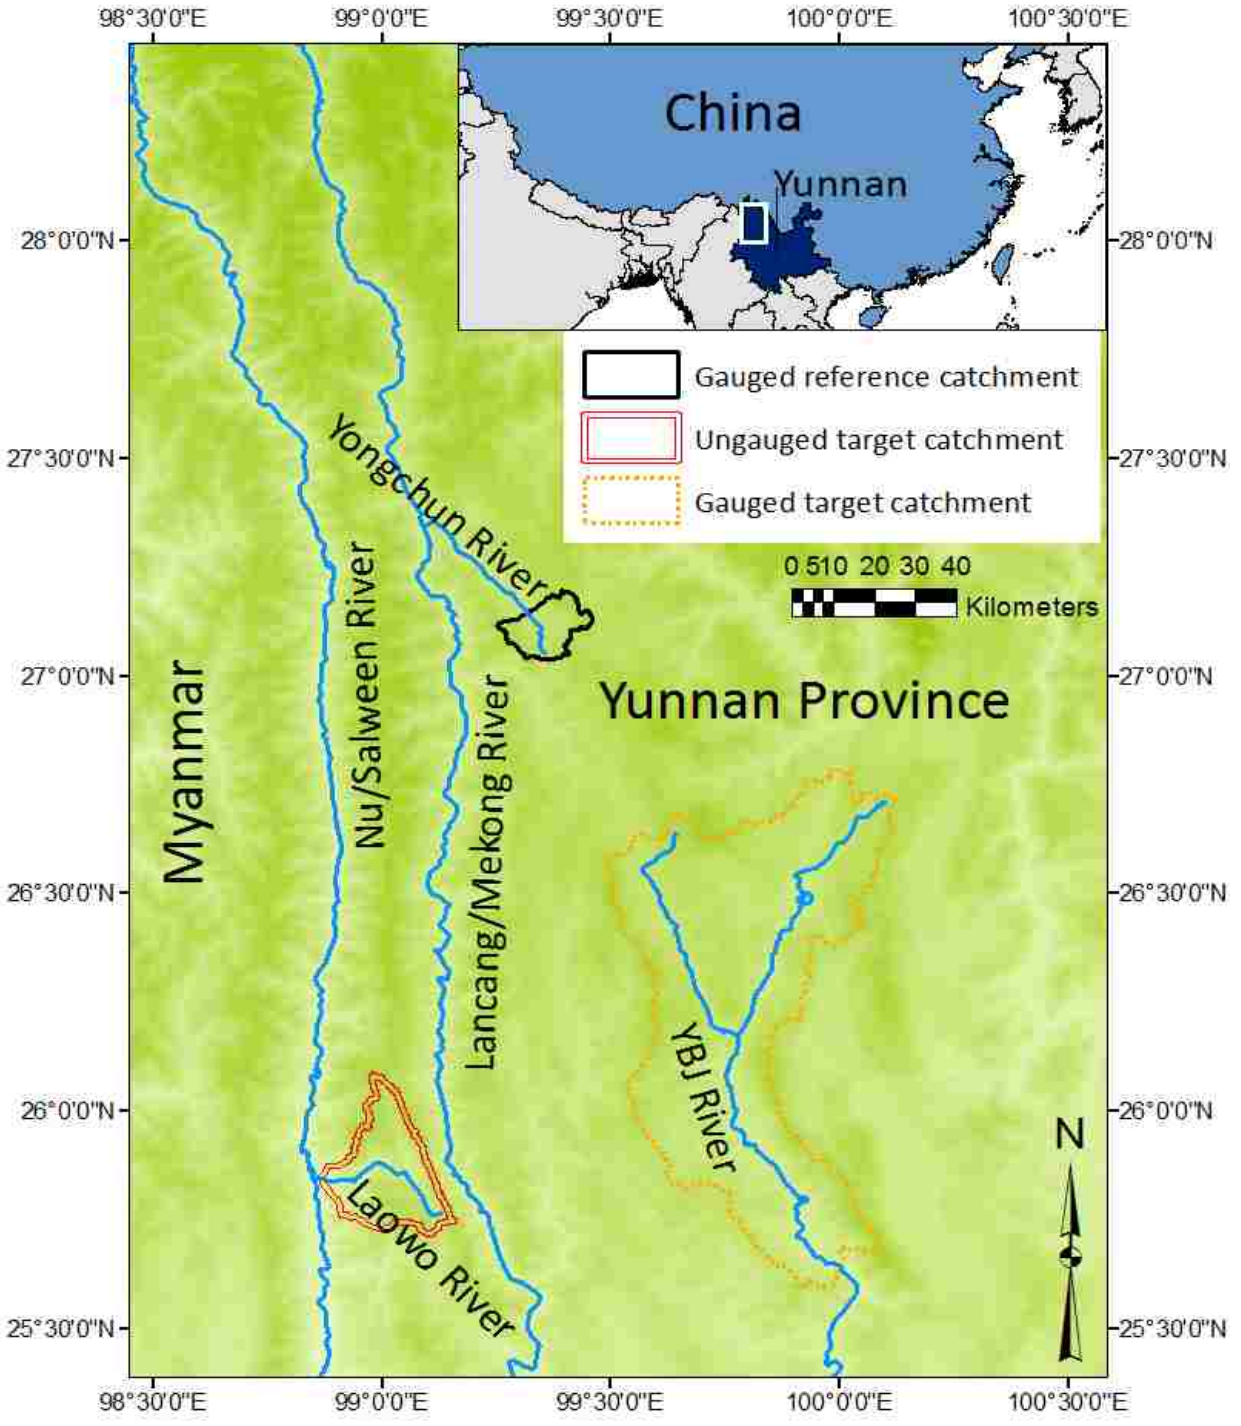 98°30'0"E 99°0'0"E 99°30'0"E 100°0'0"E 100°30'0"E
China
Yunnan
28°0'0"N 28°0'0"N
Gauged reference catchment
Ungauged target catchment
Gauged target catchment
27°30'0"N 27°30'0"N
Yongchun River
0 510 20 30 40
Kilometers
27°0'0"N 27°0'0"N
Yunnan Province
Myanmar
Nu/Salween River
Lancang/Mekong River
26°30'0"N 26°30'0"N
YBJ River
26°0'0"N 26°0'0"N
N
Laowo River
25°30'0"N 25°30'0"N
98°30'0"E 99°0'0"E 99°30'0"E 100°0'0"E 100°30'0"E